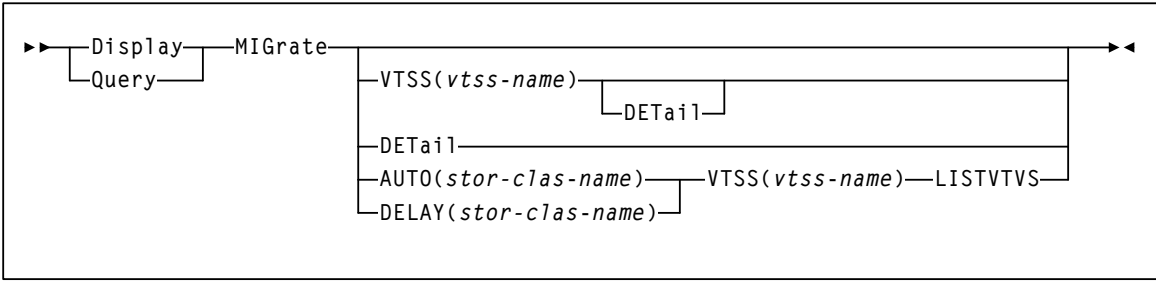 Display MIGrate
Query VTSS(vtss-name)
DETail
DETail
AUTO(stor-clas-name) VTSS(vtss-name) LISTVTVS
DELAY(stor-clas-name)